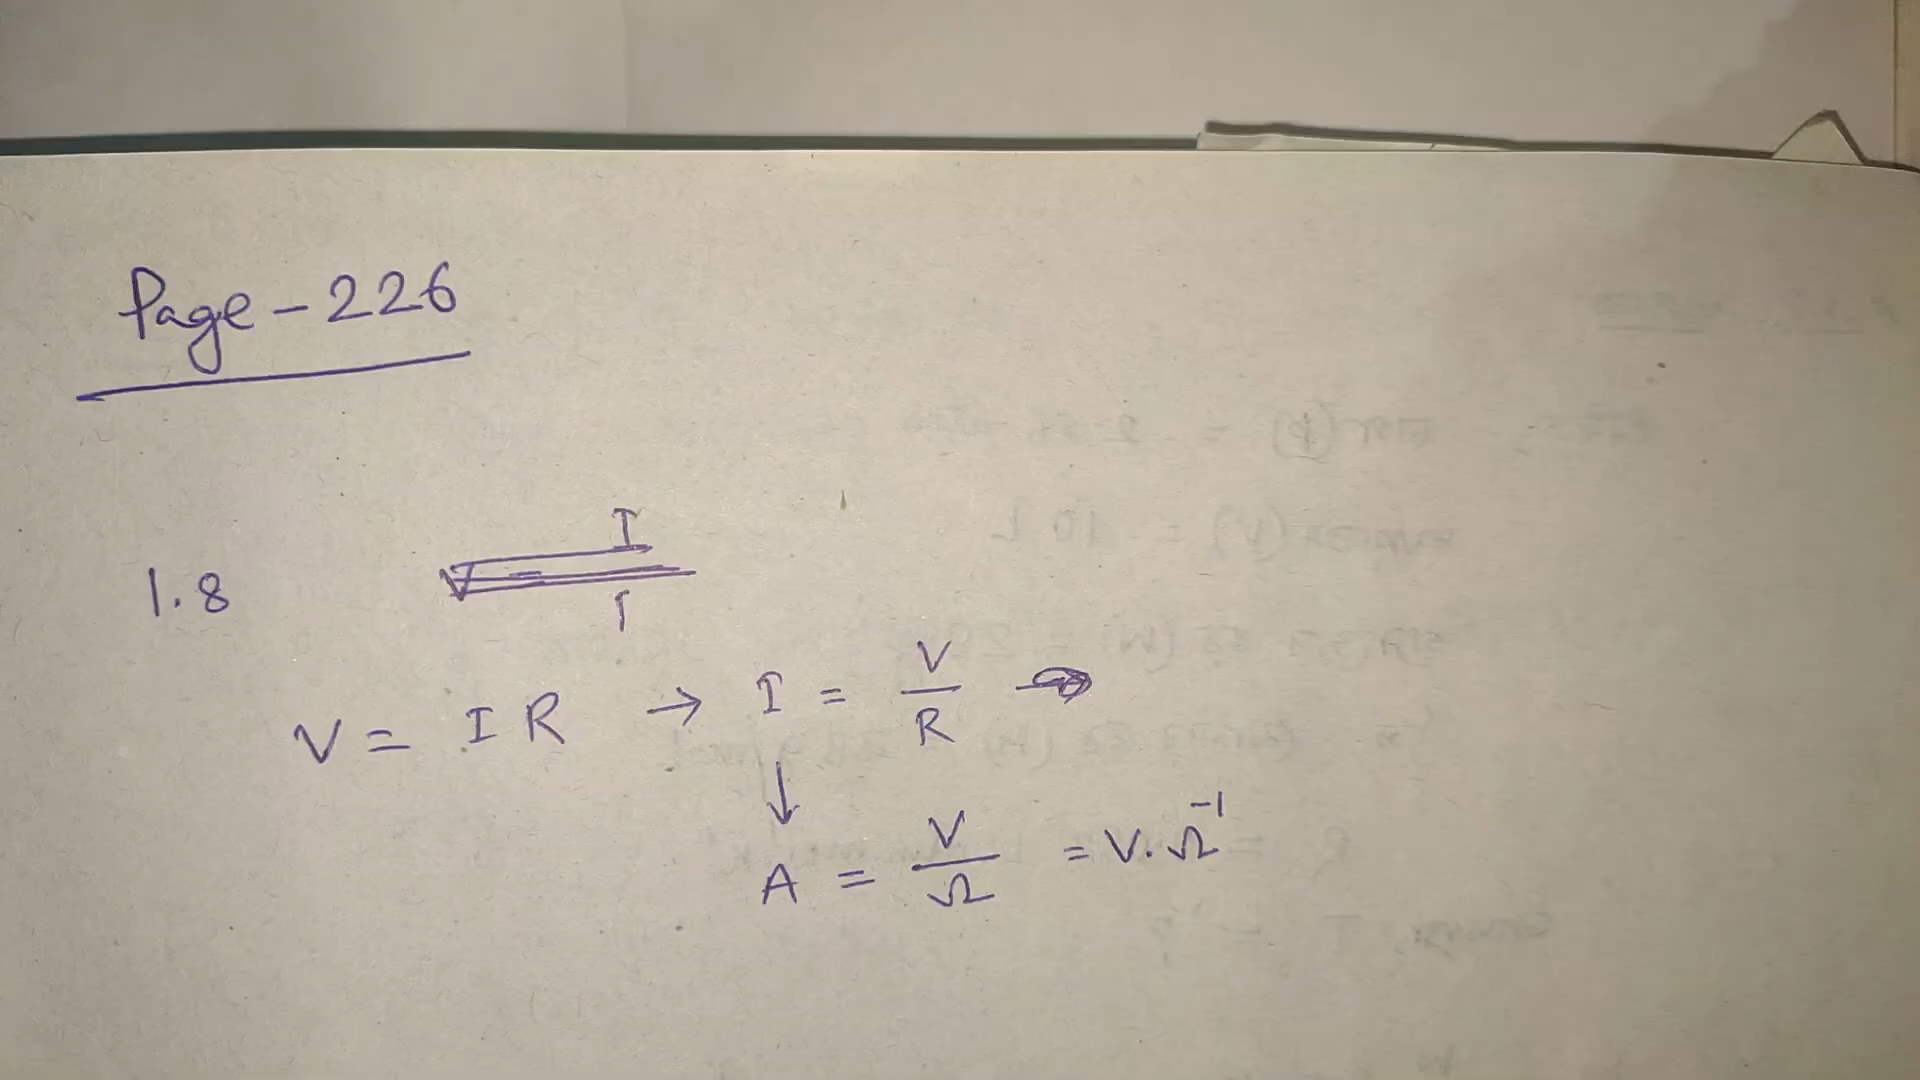 Page - 226
1.8
V = I R → I = V/R →
↓
A = V/Ω = V.Ω⁻¹